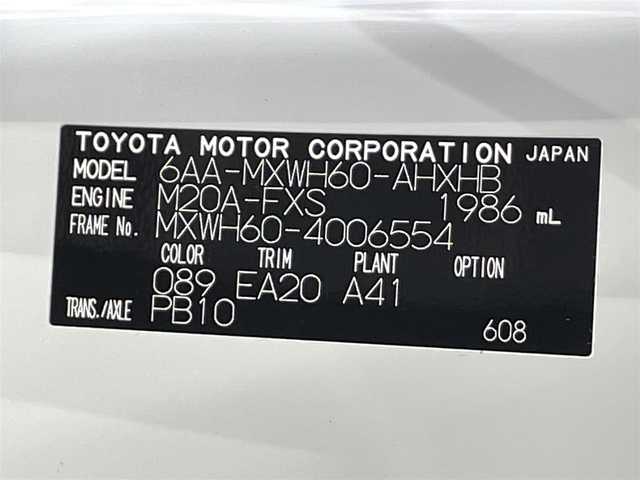 TOYOTA MOTOR CORPORATION JAPAN
MODEL 6AA-MXWH60-AHXHB
ENGINE M20A-FXS 1986 mL
FRAME No. MXWH60-4006554
COLOR TRIM PLANT OPTION
089 EA20 A41
TRANS./AXLE PB10 608